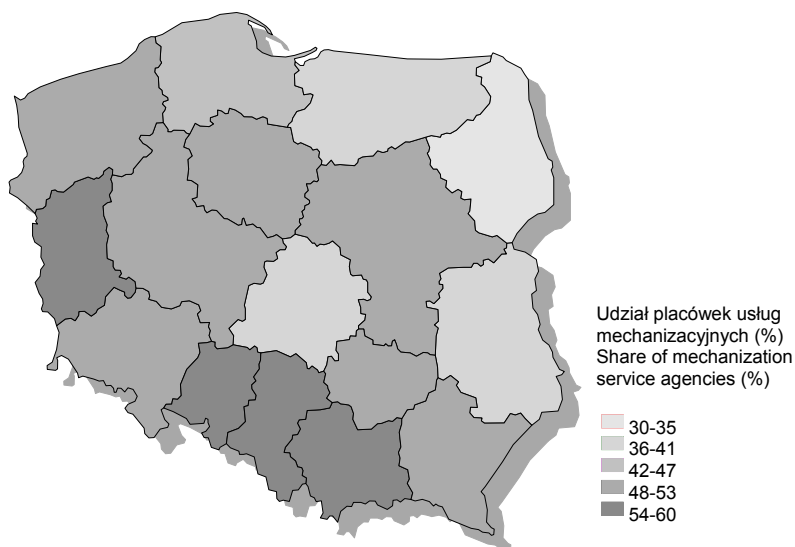 Udział placówek usług
mechanizacyjnych (%)
Share of mechanization
service agencies (%)
30-35
36-41
42-47
48-53
54-60